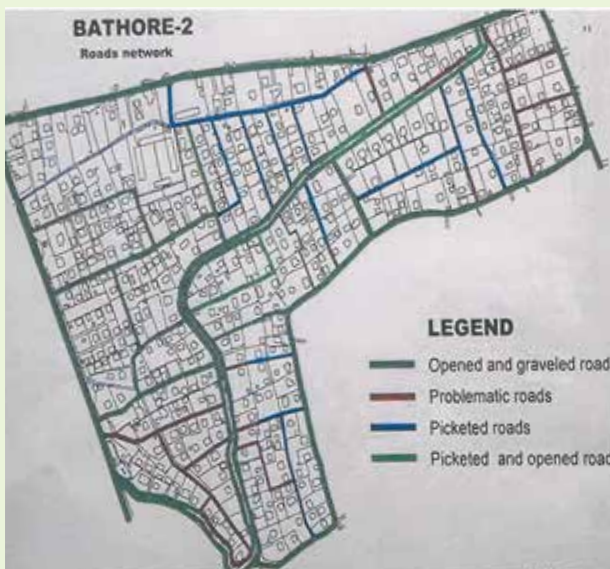 BATHORE-2
Roads network
LEGEND
Opened and graveled road
Problematic roads
Picketed roads
Picketed and opened road